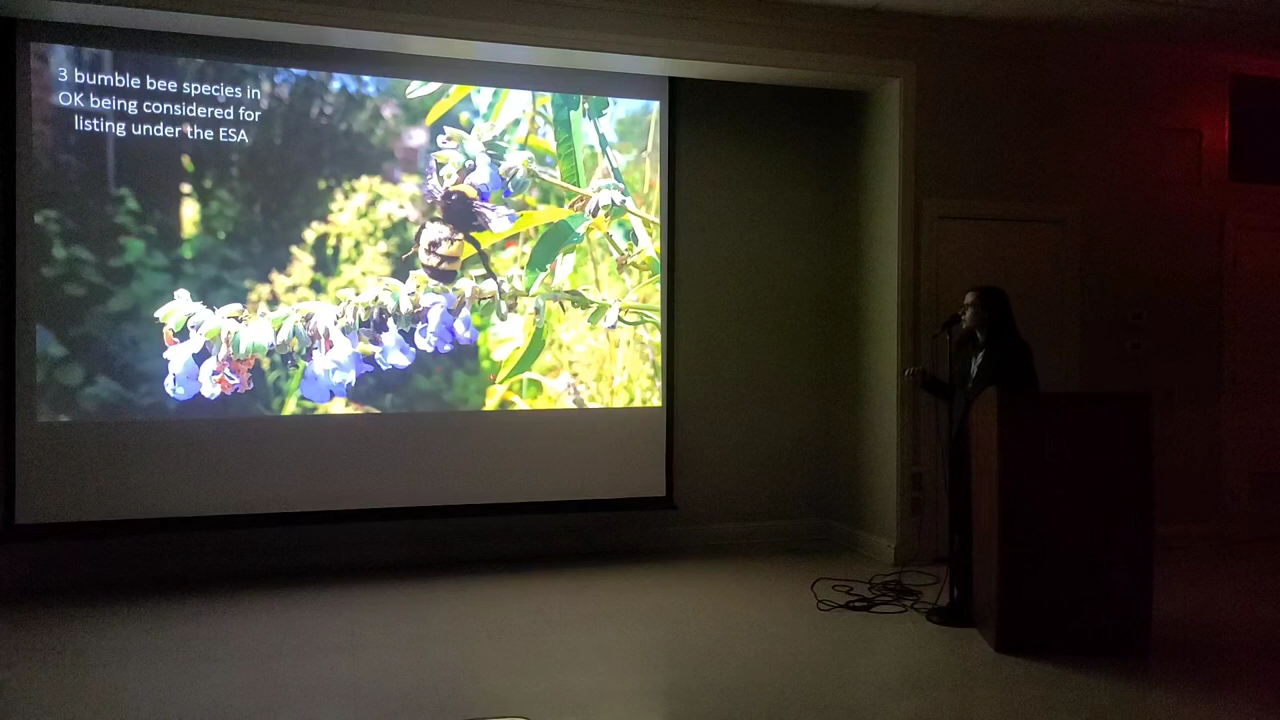 3 bumble bee species in
OK being considered for
listing under the ESA